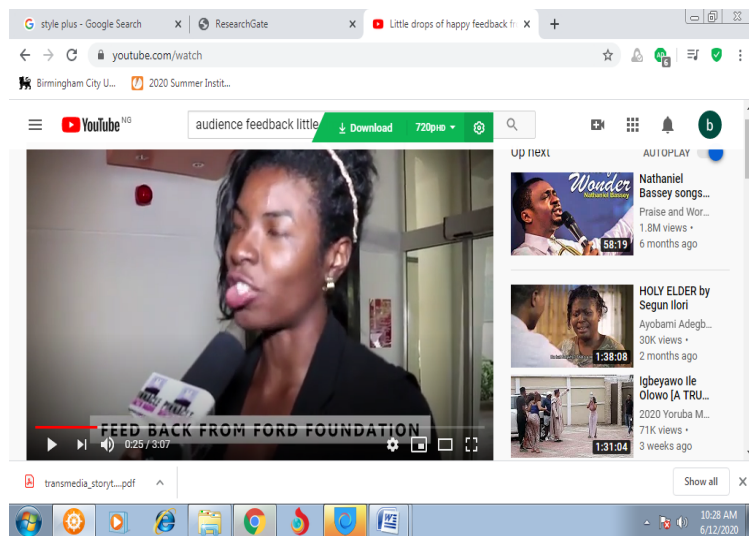 style plus - Google Search
ResearchGate
Little drops of happy feedback fr
youtube.com/watch
Birmingham City U...
2020 Summer Instit...
YouTube NG
audience feedback little
Download 720pHD
b
Up next AUTOPLAY
Wonder
Nathaniel Bassey
58:19
Nathaniel
Bassey songs...
Praise and Wor...
1.8M views •
6 months ago
1:38:08
HOLY ELDER by
Segun Ilori
Ayobami Adegb...
30K views •
2 months ago
1:31:04
Igbeyawo Ile
Olowo [A TRU...
2020 Yoruba M...
71K views •
3 weeks ago
PINNACLE
FEED BACK FROM FORD FOUNDATION
0:25 / 3:07
transmedia_storyt....pdf
Show all
10:28 AM
6/12/2020